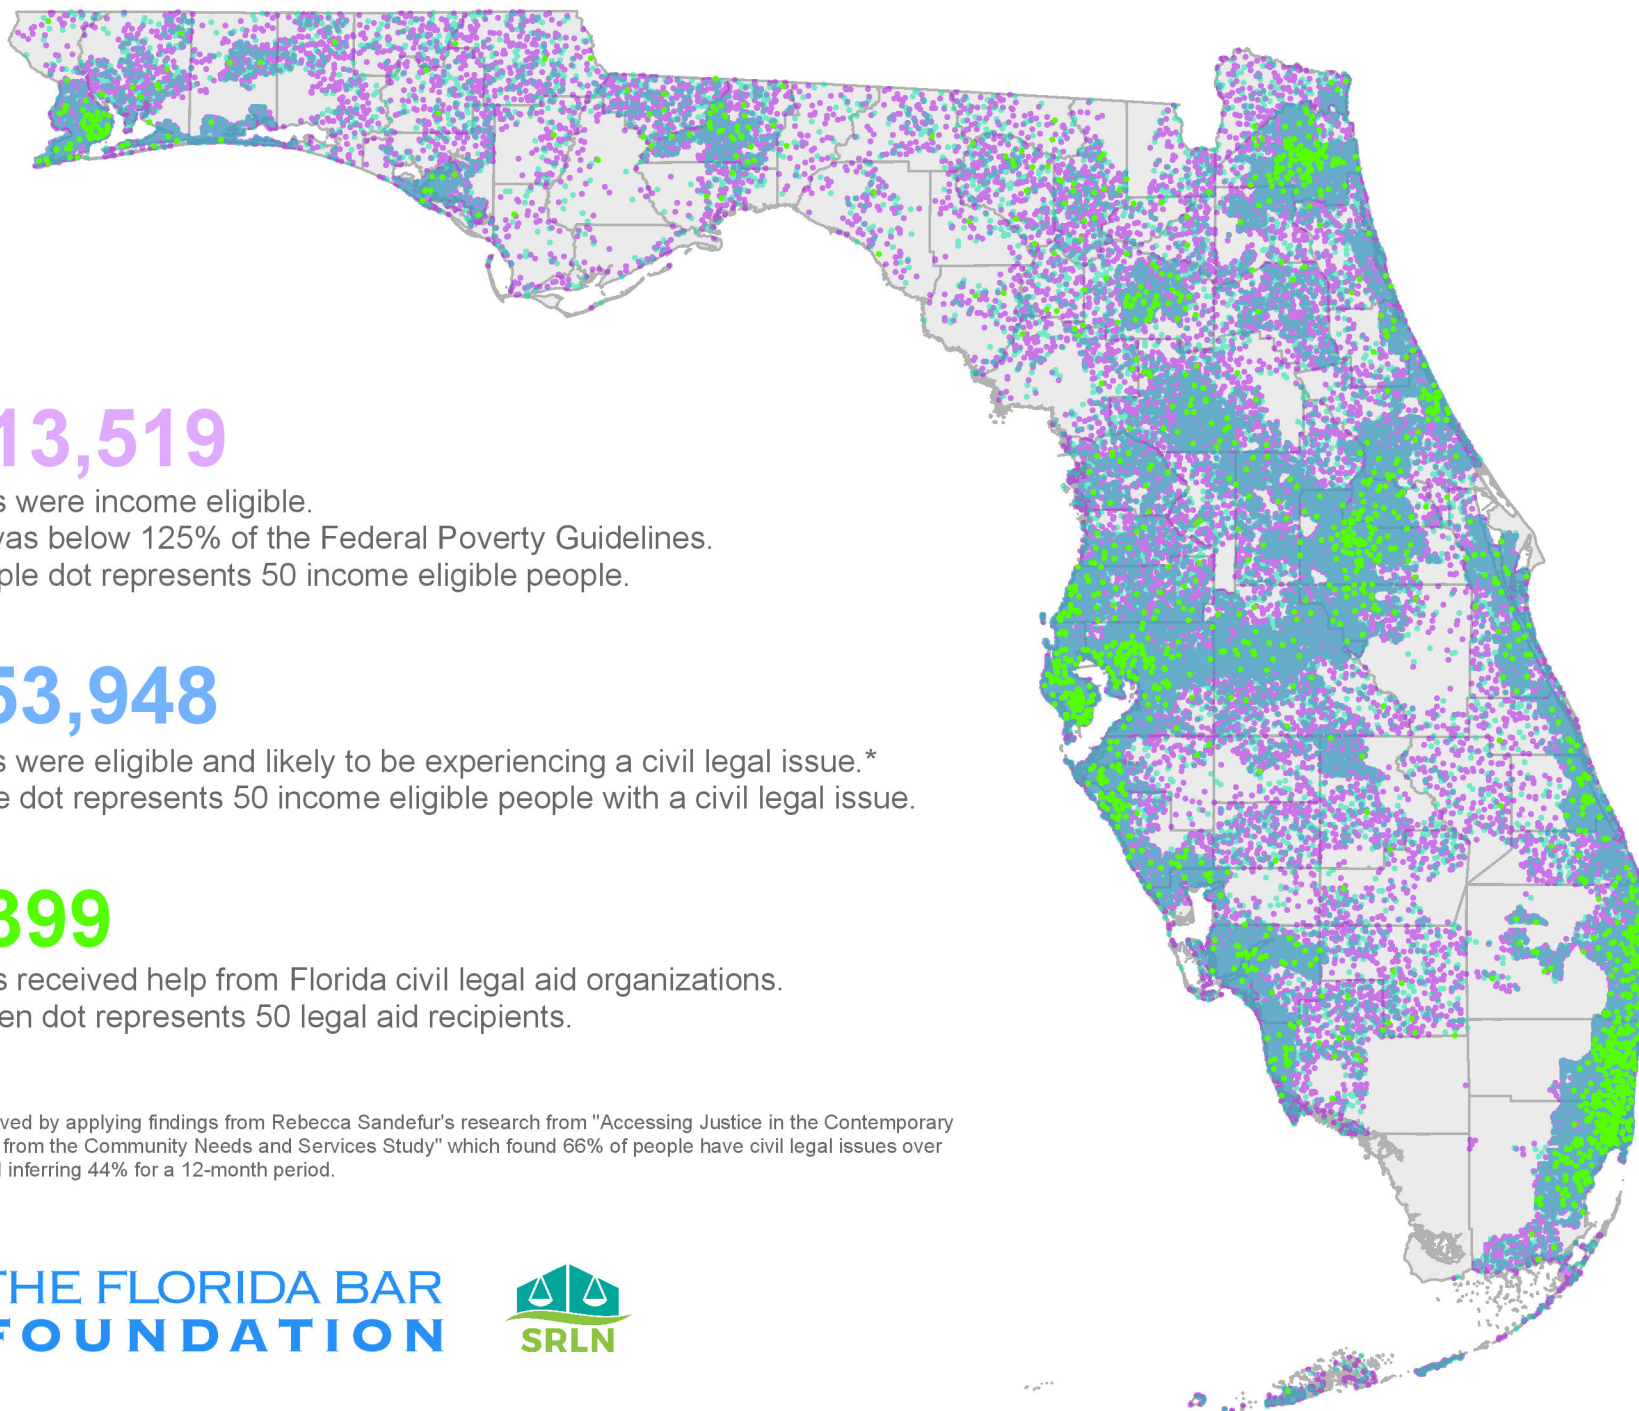 13,519
s were income eligible.
was below 125% of the Federal Poverty Guidelines.
ple dot represents 50 income eligible people.
53,948
s were eligible and likely to be experiencing a civil legal issue.*
e dot represents 50 income eligible people with a civil legal issue.
399
s received help from Florida civil legal aid organizations.
en dot represents 50 legal aid recipients.
ved by applying findings from Rebecca Sandefur's research from "Accessing Justice in the Contemporary
from the Community Needs and Services Study" which found 66% of people have civil legal issues over
inferring 44% for a 12-month period.
THE FLORIDA BAR
FOUNDATION
SRLN